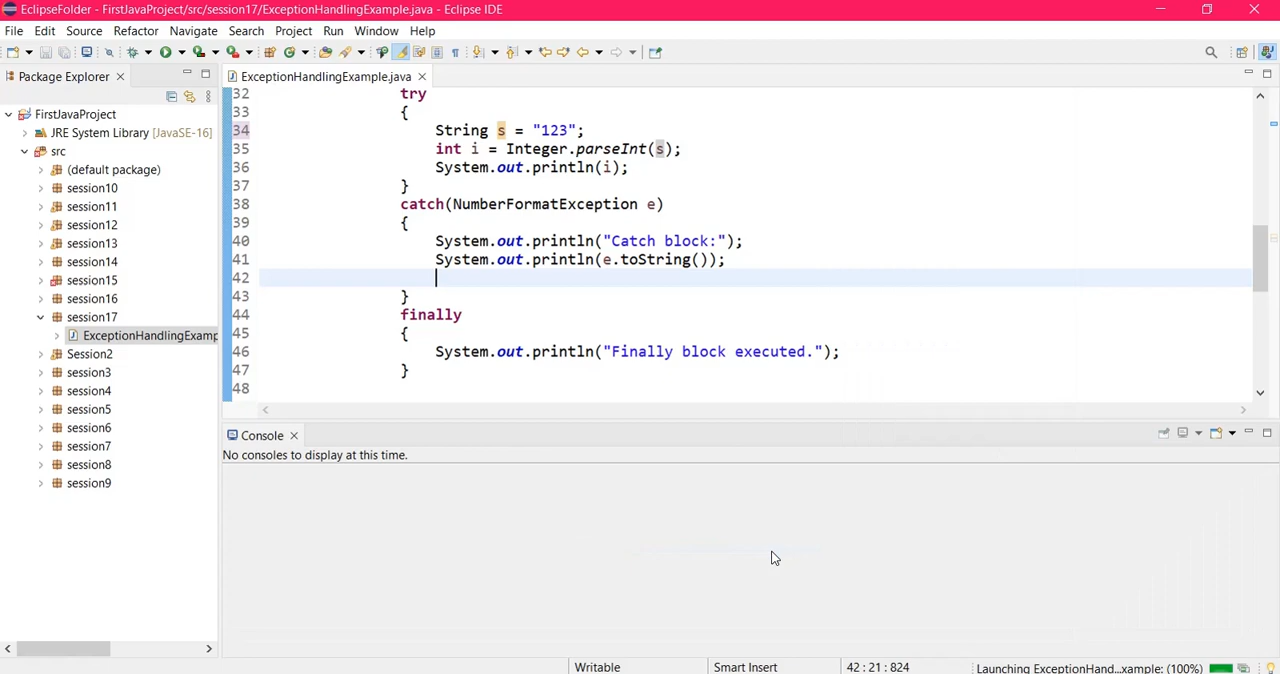 EclipseFolder - FirstJavaProject/src/session17/ExceptionHandlingExample.java - Eclipse IDE
File Edit Source Refactor Navigate Search Project Run Window Help
Package Explorer
ExceptionHandlingExample.java
FirstJavaProject
JRE System Library [JavaSE-16]
src
(default package)
session10
session11
session12
session13
session14
session15
session16
session17
ExceptionHandlingExamp
Session2
session3
session4
session5
session6
session7
session8
session9
32 try
33 {
34 String s = "123";
35 int i = Integer.parseInt(s);
36 System.out.println(i);
37 }
38 catch(NumberFormatException e)
39 {
40 System.out.println("Catch block:");
41 System.out.println(e.toString());
42
43 }
44 finally
45 {
46 System.out.println("Finally block executed.");
47 }
48
Console
No consoles to display at this time.
Writable Smart Insert 42 : 21 : 824 Launching ExceptionHand...xample: (100%)